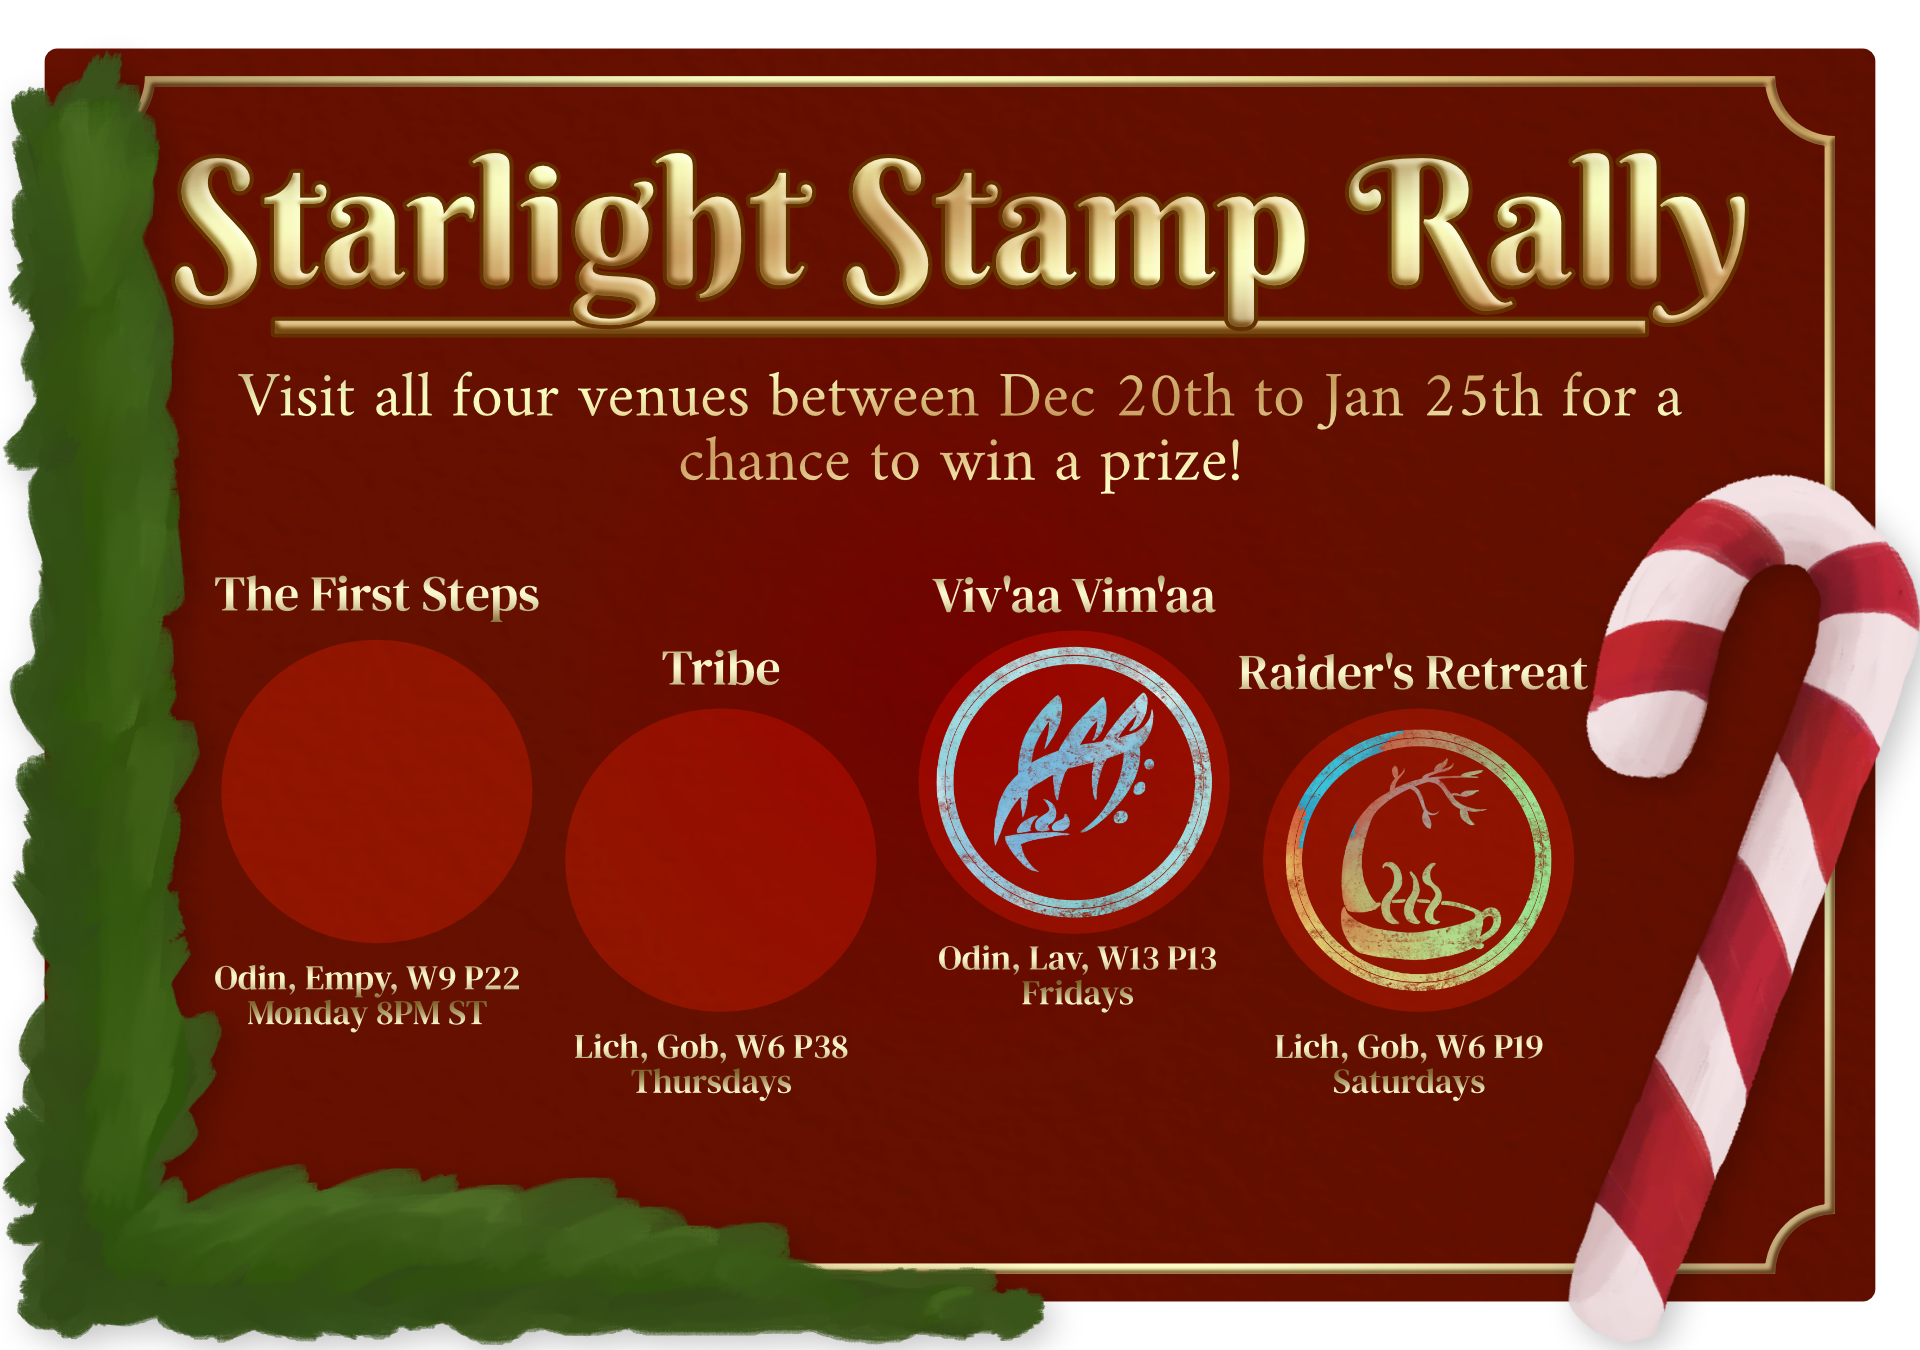 Starlight Stamp Rally
Visit all four venues between Dec 20th to Jan 25th for a
chance to win a prize!
The First Steps
Odin, Empy, W9 P22
Monday 8PM ST
Tribe
Lich, Gob, W6 P38
Thursdays
Viv'aa Vim'aa
Odin, Lav, W13 P13
Fridays
Raider's Retreat
Lich, Gob, W6 P19
Saturdays